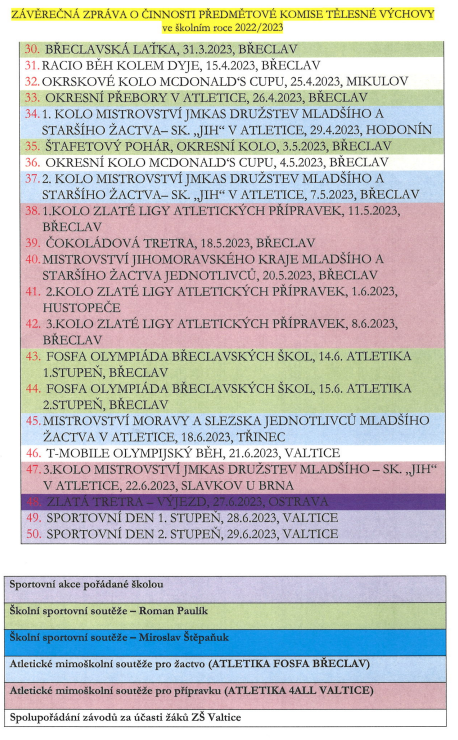 ZÁVĚREČNÁ ZPRÁVA O ČINNOSTI PŘEDMĚTOVÉ KOMISE TĚLESNÉ VÝCHOVY
ve školním roce 2022/2023
30. BŘECLAVSKÁ LAŤKA, 31.3.2023, BŘECLAV
31. RACIO BĚH KOLEM DYJE, 15.4.2023, BŘECLAV
32. OKRSKOVÉ KOLO MCDONALD'S CUPU, 25.4.2023, MIKULOV
33. OKRESNÍ PŘEBORY V ATLETICE, 26.4.2023, BŘECLAV
34. 1. KOLO MISTROVSTVÍ JMKAS DRUŽSTEV MLADŠÍHO A
STARŠÍHO ŽACTVA– SK. „JIH“ V ATLETICE, 29.4.2023, HODONÍN
35. ŠTAFETOVÝ POHÁR, OKRESNÍ KOLO, 3.5.2023, BŘECLAV
36. OKRESNÍ KOLO MCDONALD'S CUPU, 4.5.2023, BŘECLAV
37. 2. KOLO MISTROVSTVÍ JMKAS DRUŽSTEV MLADŠÍHO A
STARŠÍHO ŽACTVA– SK. „JIH“ V ATLETICE, 7.5.2023, BŘECLAV
38. 1.KOLO ZLATÉ LIGY ATLETICKÝCH PŘÍPRAVEK, 11.5.2023,
BŘECLAV
39. ČOKOLÁDOVÁ TRETRA, 18.5.2023, BŘECLAV
40. MISTROVSTVÍ JIHOMORAVSKÉHO KRAJE MLADŠÍHO A
STARŠÍHO ŽACTVA JEDNOTLIVCŮ, 20.5.2023, BŘECLAV
41. 2.KOLO ZLATÉ LIGY ATLETICKÝCH PŘÍPRAVEK, 1.6.2023,
HUSTOPEČE
42. 3.KOLO ZLATÉ LIGY ATLETICKÝCH PŘÍPRAVEK, 8.6.2023,
BŘECLAV
43. FOSFA OLYMPIÁDA BŘECLAVSKÝCH ŠKOL, 14.6. ATLETIKA
1.STUPEŇ, BŘECLAV
44. FOSFA OLYMPIÁDA BŘECLAVSKÝCH ŠKOL, 15.6. ATLETIKA
2.STUPEŇ, BŘECLAV
45. MISTROVSTVÍ MORAVY A SLEZSKA JEDNOTLIVCŮ MLADŠÍHO
ŽACTVA V ATLETICE, 18.6.2023, TŘINEC
46. T-MOBILE OLYMPIJSKÝ BĚH, 21.6.2023, VALTICE
47. 3.KOLO MISTROVSTVÍ JMKAS DRUŽSTEV MLADŠÍHO – SK. „JIH“
V ATLETICE, 22.6.2023, SLAVKOV U BRNA
48. ZLATÁ TRETRA – VÝJEZD, 27.6.2023, OSTRAVA
49. SPORTOVNÍ DEN 1. STUPEŇ, 28.6.2023, VALTICE
50. SPORTOVNÍ DEN 2. STUPEŇ, 29.6.2023, VALTICE
Sportovní akce pořádané školou
Školní sportovní soutěže – Roman Paulík
Školní sportovní soutěže – Miroslav Štěpaňuk
Atletické mimoškolní soutěže pro žactvo (ATLETIKA FOSFA BŘECLAV)
Atletické mimoškolní soutěže pro přípravku (ATLETIKA 4ALL VALTICE)
Spolupořádání závodů za účasti žáků ZŠ Valtice